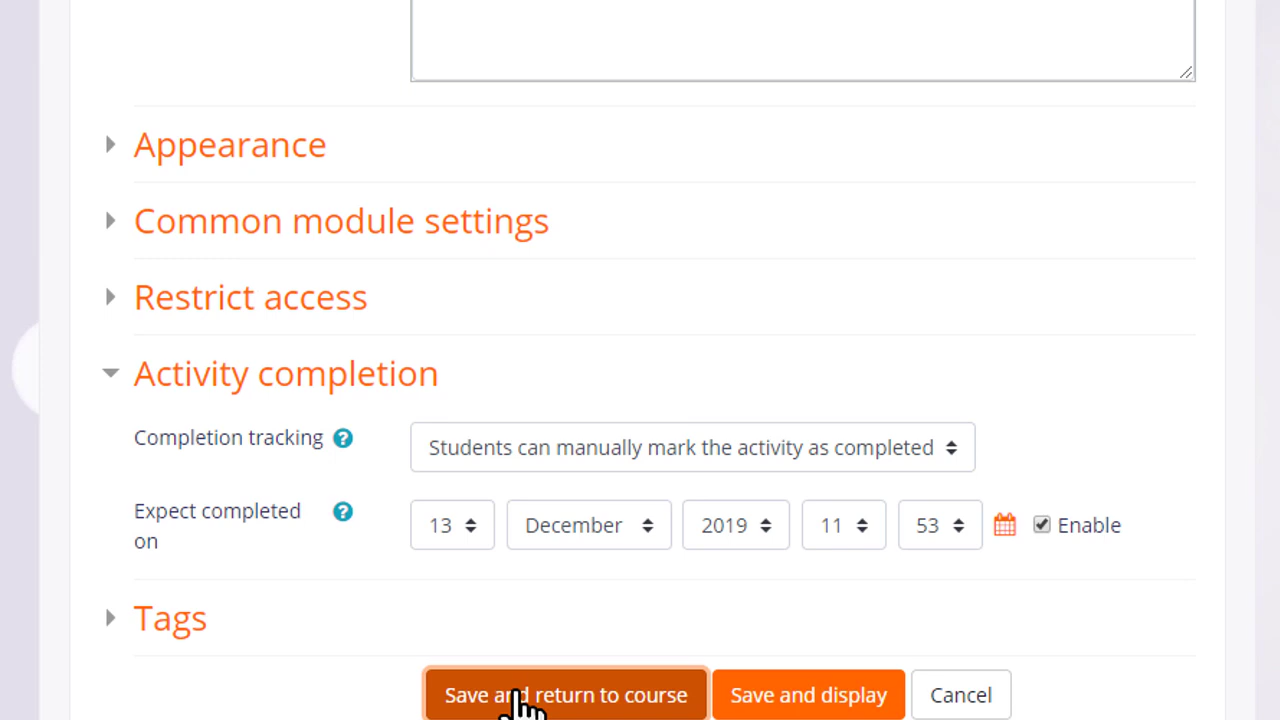 Appearance
Common module settings
Restrict access
Activity completion
Completion tracking ? Students can manually mark the activity as completed
Expect completed on ? 13 December 2019 11 53 Enable
Tags
Save and return to course Save and display Cancel